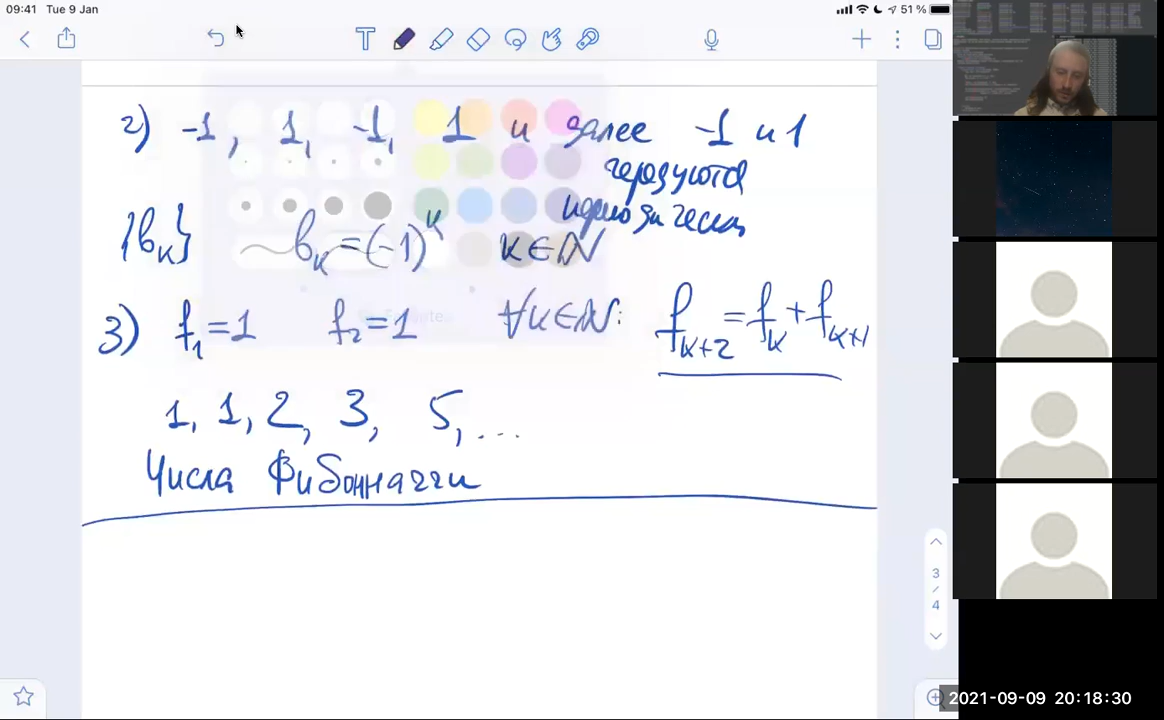 09:41 Tue 9 Jan
51 %
2) -1, 1, -1, 1 и далее -1 и 1
чередуются
периодически
{b_k} b_k = (-1)^k k∈ℕ
3) f_1 = 1 f_2 = 1 ∀k∈ℕ: f_{k+2} = f_k + f_{k+1}
1, 1, 2, 3, 5, ...
Числа Фибонначчи
3 / 4
2021-09-09 20:18:30